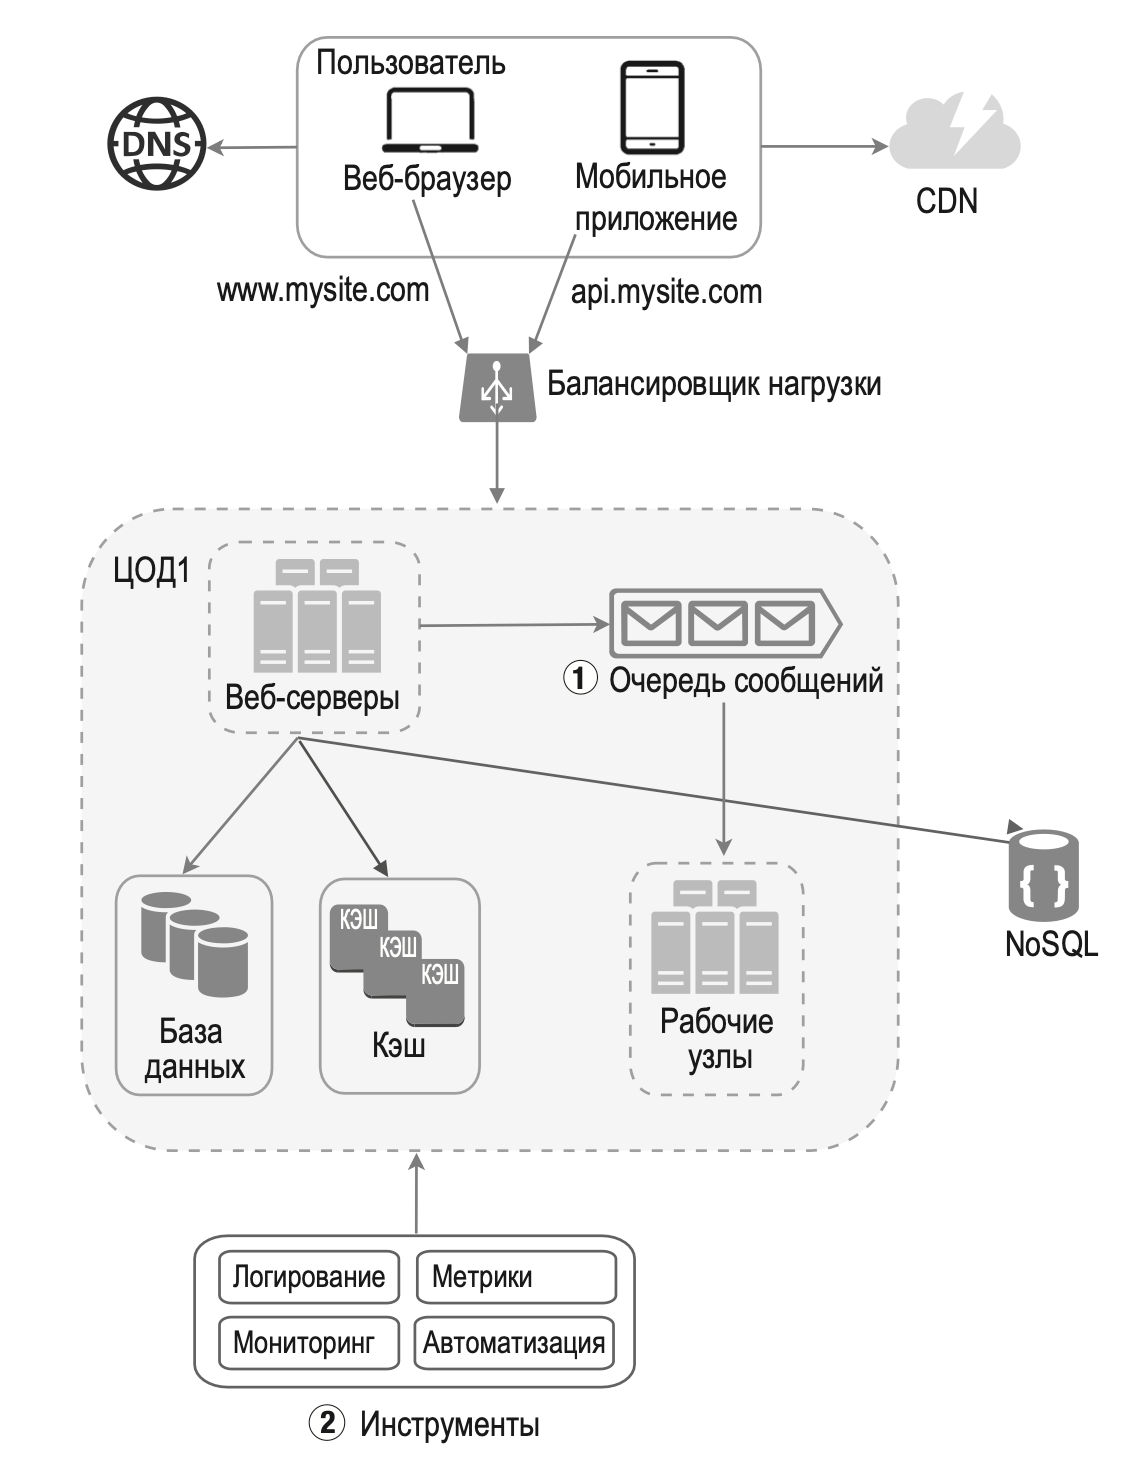 Пользователь
DNS
Веб-браузер
Мобильное
приложение
CDN
www.mysite.com
api.mysite.com
Балансировщик нагрузки
ЦОД1
Веб-серверы
1 Очередь сообщений
КЭШ
КЭШ
КЭШ
{ }
NoSQL
База
данных
Кэш
Рабочие
узлы
Логирование
Метрики
Мониторинг
Автоматизация
2 Инструменты